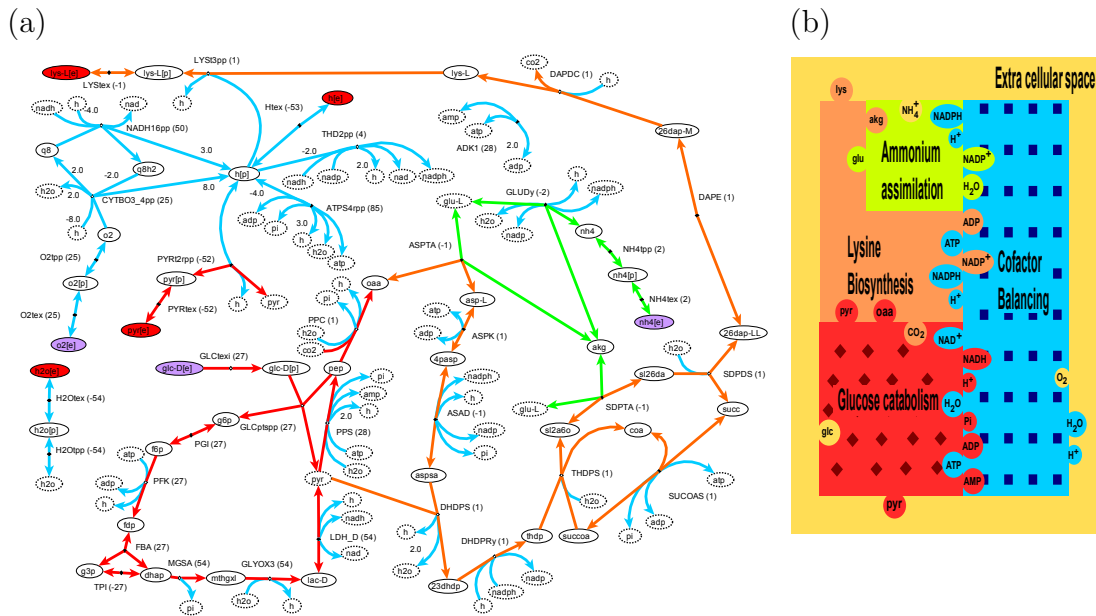 (a)
(b)
lys-L[e]
LYStex (-1)
lys-L[p]
LYSt3pp (1)
lys-L
co2
DAPDC (1)
h
h
h[e]
Htex (-53)
nadh
h
-4.0
nad
NADH16pp (50)
q8
q8h2
2.0
-2.0
3.0
8.0
h[p]
THD2pp (4)
-2.0
2.0
nadh
nadp
h
nad
nadph
amp
atp
ADK1 (28)
2.0
adp
26dap-M
h2o
2.0
-8.0
h
CYTBO3_4pp (25)
o2
O2tpp (25)
o2[p]
O2tex (25)
o2[e]
-4.0
ATPS4rpp (85)
adp
pi
3.0
h
h2o
atp
glu-L
GLUDy (-2)
h
nadph
h2o
nadp
nh4
NH4tpp (2)
nh4[p]
NH4tex (2)
nh4[e]
DAPE (1)
PYRt2rpp (-52)
pyr[p]
PYRtex (-52)
pyr[e]
h
pyr
ASPTA (-1)
oaa
asp-L
h
pi
PPC (1)
h2o
co2
atp
adp
ASPK (1)
4pasp
akg
26dap-LL
h2o[e]
H2Otex (-54)
h2o[p]
H2Otpp (-54)
h2o
glc-D[e]
GLCtexi (27)
glc-D[p]
pep
GLCptspp (27)
g6p
PGI (27)
f6p
pi
amp
h
2.0
PPS (28)
atp
h2o
nadph
h
ASAD (-1)
nadp
pi
glu-L
SDPTA (-1)
sl26da
h2o
SDPDS (1)
succ
sl2a6o
coa
atp
PFK (27)
adp
h
fdp
pyr
aspsa
DHDPS (1)
h
2.0
h2o
23dhdp
DHDPRy (1)
thdp
THDPS (1)
h2o
succoa
SUCOAS (1)
atp
adp
pi
h
nadh
LDH_D (54)
nad
FBA (27)
g3p
TPI (-27)
dhap
MGSA (54)
pi
mthgxl
GLYOX3 (54)
h2o
h
lac-D
h
nadph
nadp
Extra cellular space
lys
akg
NH4+
NADPH
H+
glu
Ammonium
assimilation
NADP+
H2O
ADP
Lysine
Biosynthesis
ATP
NADP+
NADPH
H+
Cofactor
Balancing
pyr
oaa
CO2
NAD+
NADH
H+
O2
Glucose catabolism
H2O
Pi
H2O
glc
ADP
H+
ATP
AMP
pyr